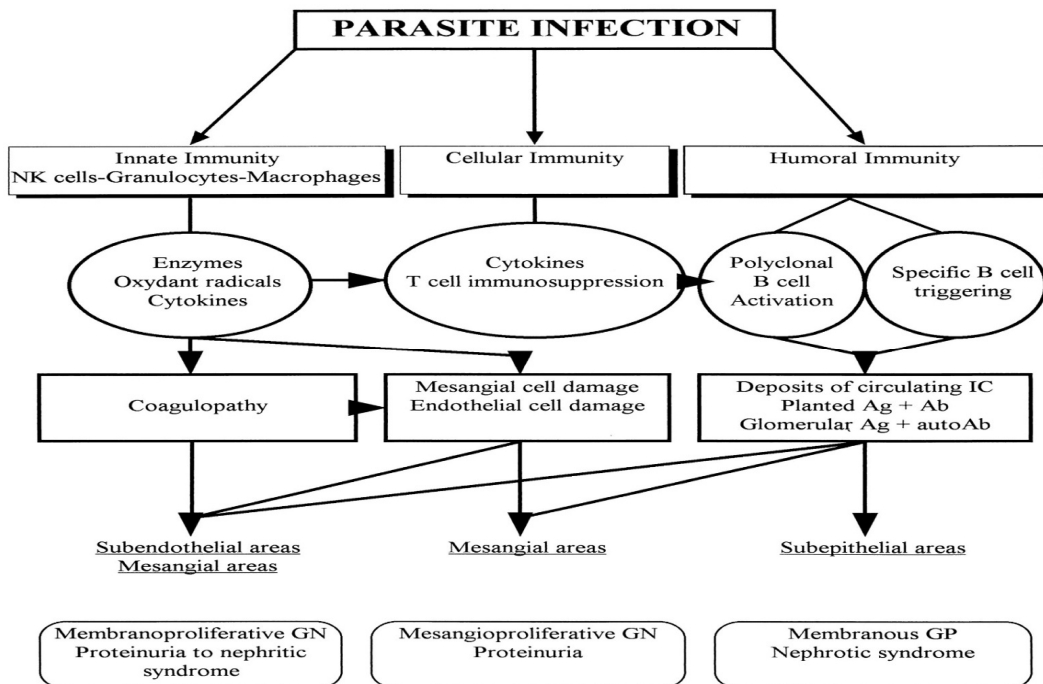 PARASITE INFECTION
Innate Immunity
NK cells-Granulocytes-Macrophages
Cellular Immunity
Humoral Immunity
Enzymes
Oxydant radicals
Cytokines
Cytokines
T cell immunosuppression
Polyclonal
B cell
Activation
Specific B cell
triggering
Coagulopathy
Mesangial cell damage
Endothelial cell damage
Deposits of circulating IC
Planted Ag + Ab
Glomerular Ag + autoAb
Subendothelial areas
Mesangial areas
Mesangial areas
Subepithelial areas
Membranoproliferative GN
Proteinuria to nephritic
syndrome
Mesangioproliferative GN
Proteinuria
Membranous GP
Nephrotic syndrome